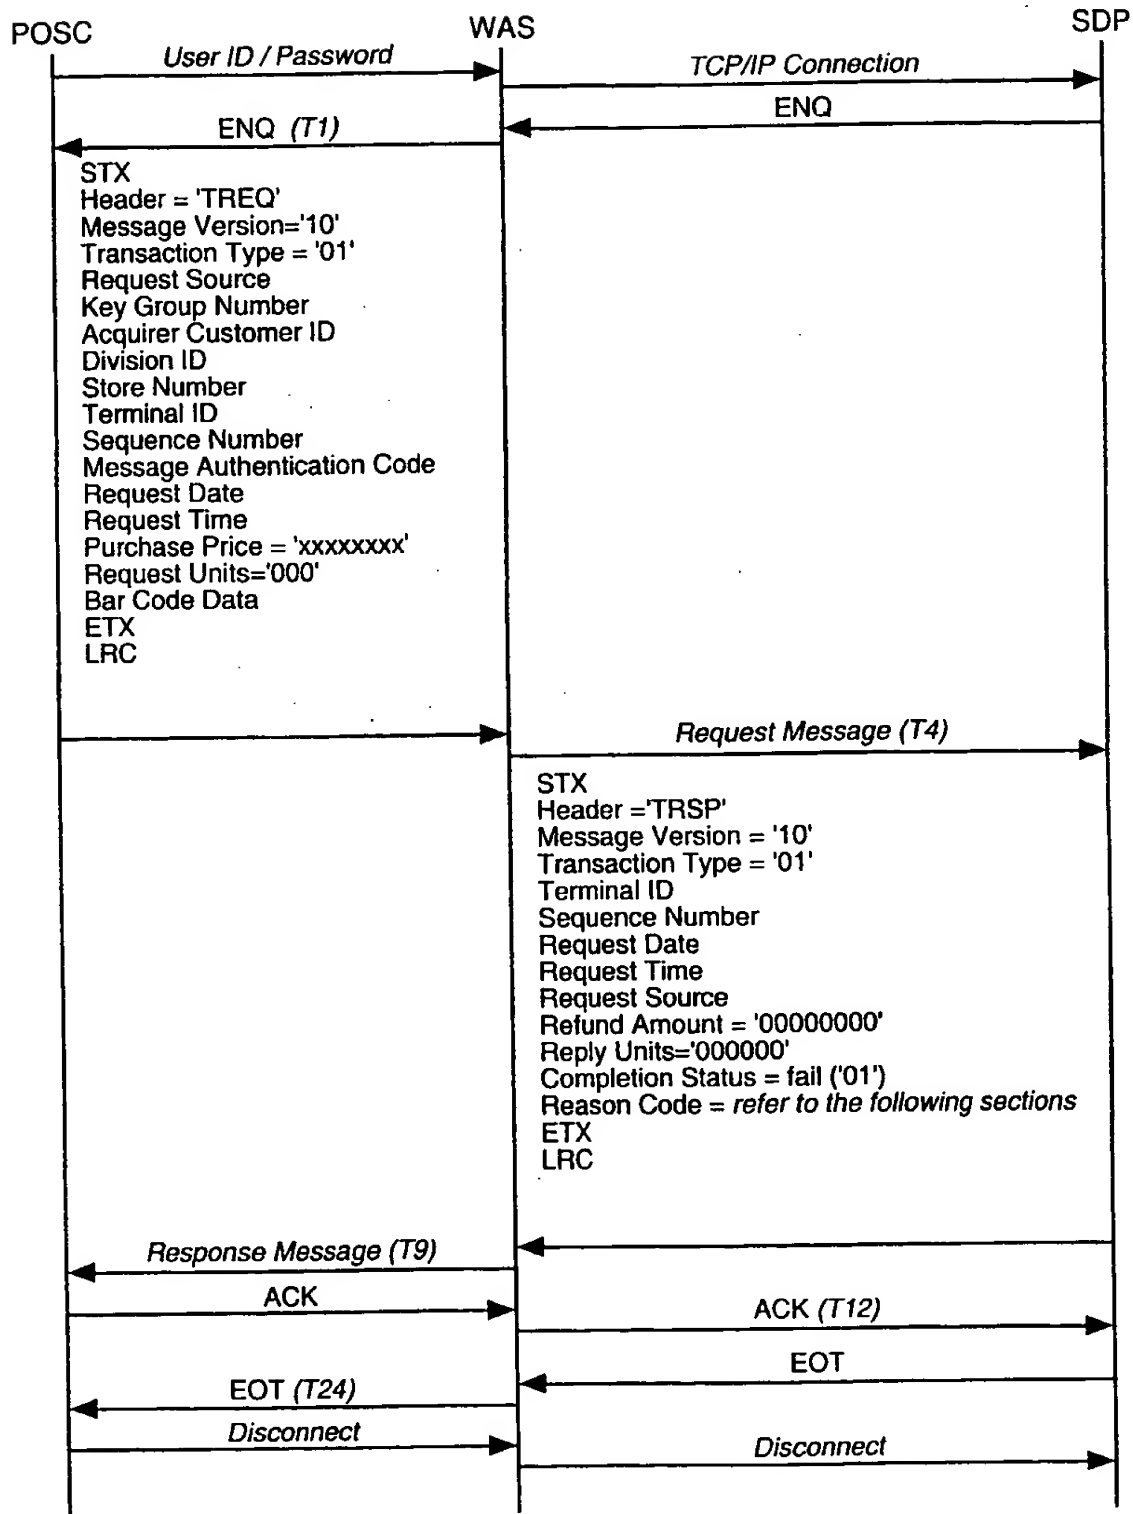 POSC
WAS
SDP
User ID / Password
TCP/IP Connection
ENQ
ENQ (T1)
STX
Header = 'TREQ'
Message Version='10'
Transaction Type = '01'
Request Source
Key Group Number
Acquirer Customer ID
Division ID
Store Number
Terminal ID
Sequence Number
Message Authentication Code
Request Date
Request Time
Purchase Price = 'xxxxxxxx'
Request Units='000'
Bar Code Data
ETX
LRC
Request Message (T4)
STX
Header ='TRSP'
Message Version = '10'
Transaction Type = '01'
Terminal ID
Sequence Number
Request Date
Request Time
Request Source
Refund Amount = '00000000'
Reply Units='000000'
Completion Status = fail ('01')
Reason Code = refer to the following sections
ETX
LRC
Response Message (T9)
ACK
ACK (T12)
EOT
EOT (T24)
Disconnect
Disconnect